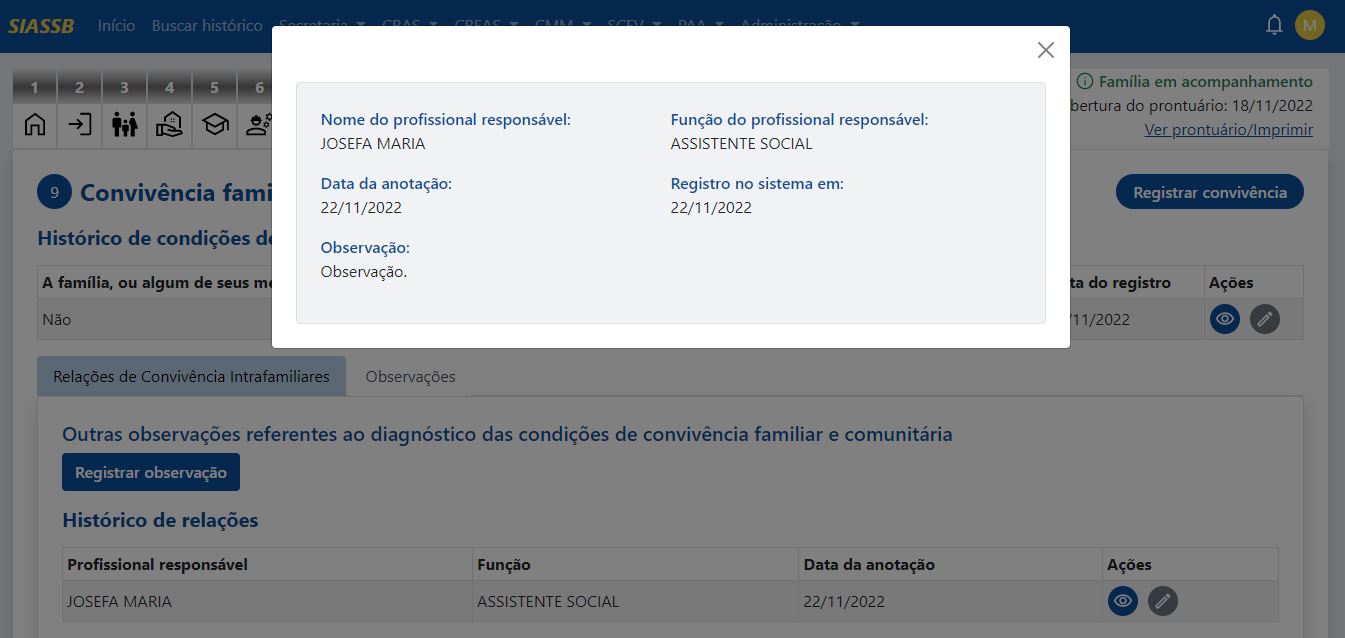 SIASSB Início Buscar histórico Secretaria CRAS CREAS CMM SCFV PAA Administração M
1 2 3 4 5 6
Família em acompanhamento
bertura do prontuário: 18/11/2022
Ver prontuário/Imprimir
Nome do profissional responsável: Função do profissional responsável:
JOSEFA MARIA ASSISTENTE SOCIAL
Data da anotação: Registro no sistema em:
22/11/2022 22/11/2022
Observação:
Observação.
9 Convivência fami
Registrar convivência
Histórico de condições de
A família, ou algum de seus me ta do registro Ações
Não /11/2022
Relações de Convivência Intrafamiliares Observações
Outras observações referentes ao diagnóstico das condições de convivência familiar e comunitária
Registrar observação
Histórico de relações
Profissional responsável Função Data da anotação Ações
JOSEFA MARIA ASSISTENTE SOCIAL 22/11/2022